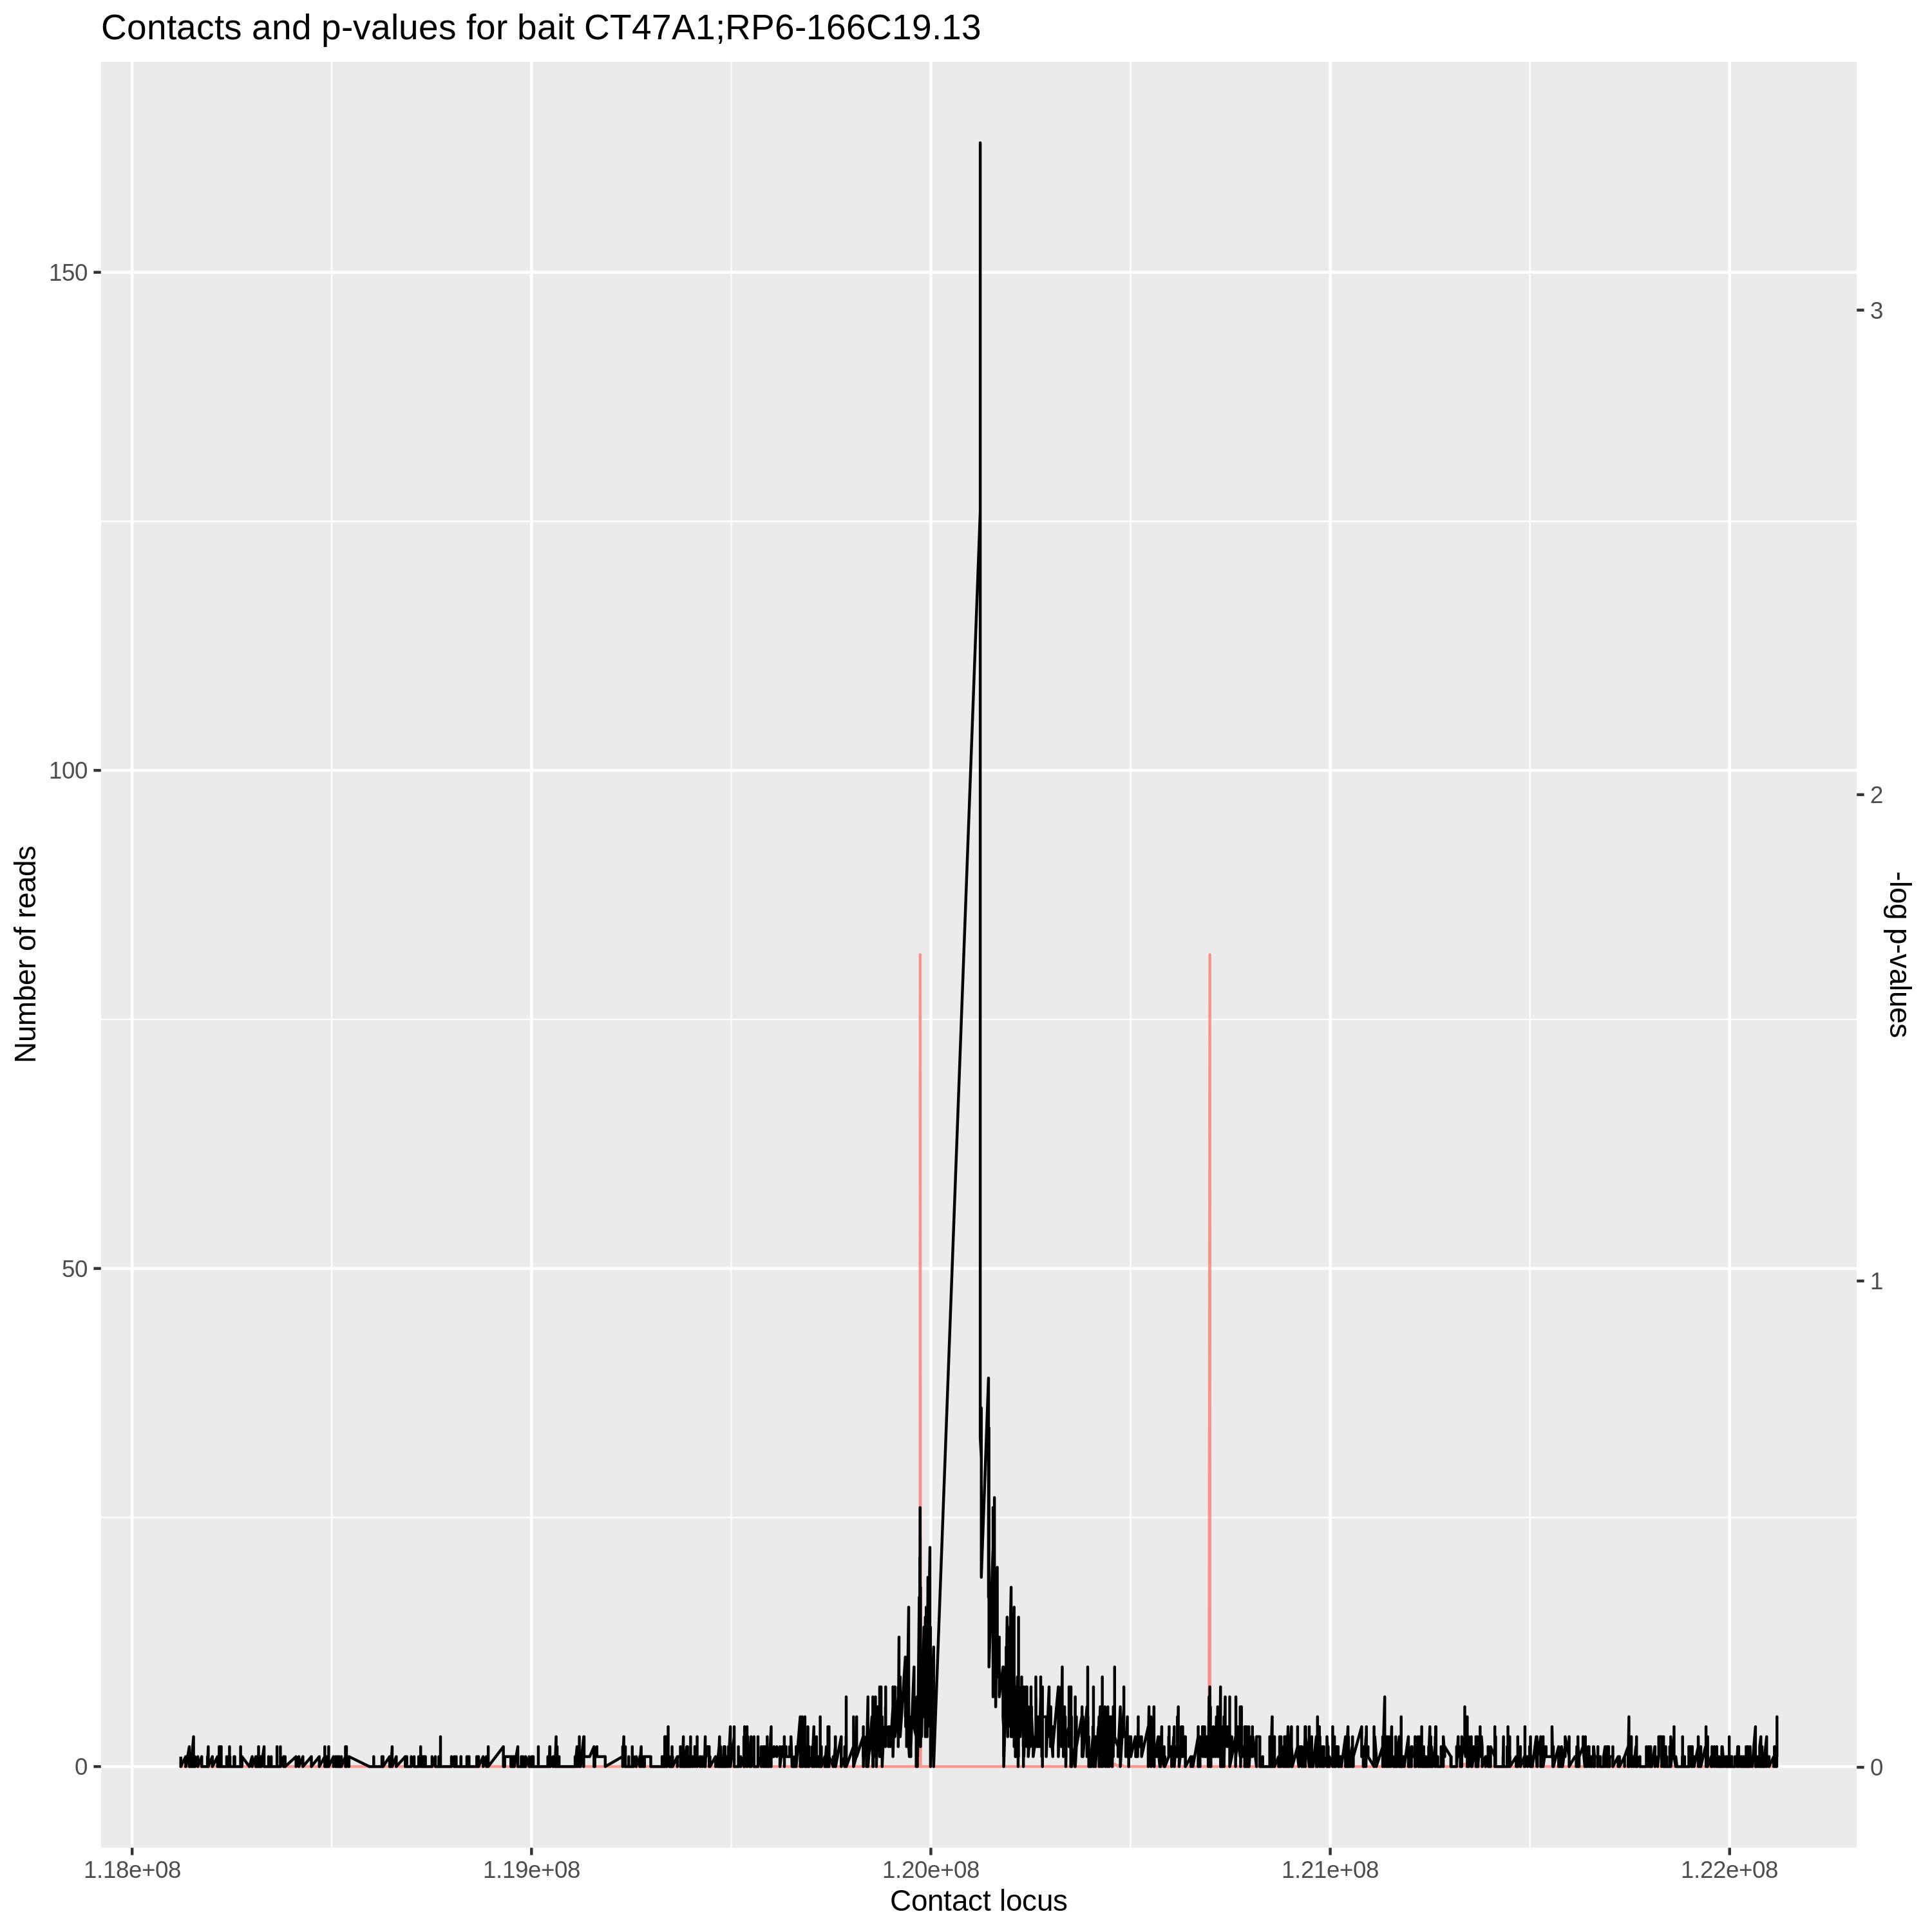 Contacts and p-values for bait CT47A1;RP6-166C19.13
150
100
50
0
Number of reads
3
2
1
0
-log p-values
1.18e+08 1.19e+08 1.20e+08 1.21e+08 1.22e+08
Contact locus